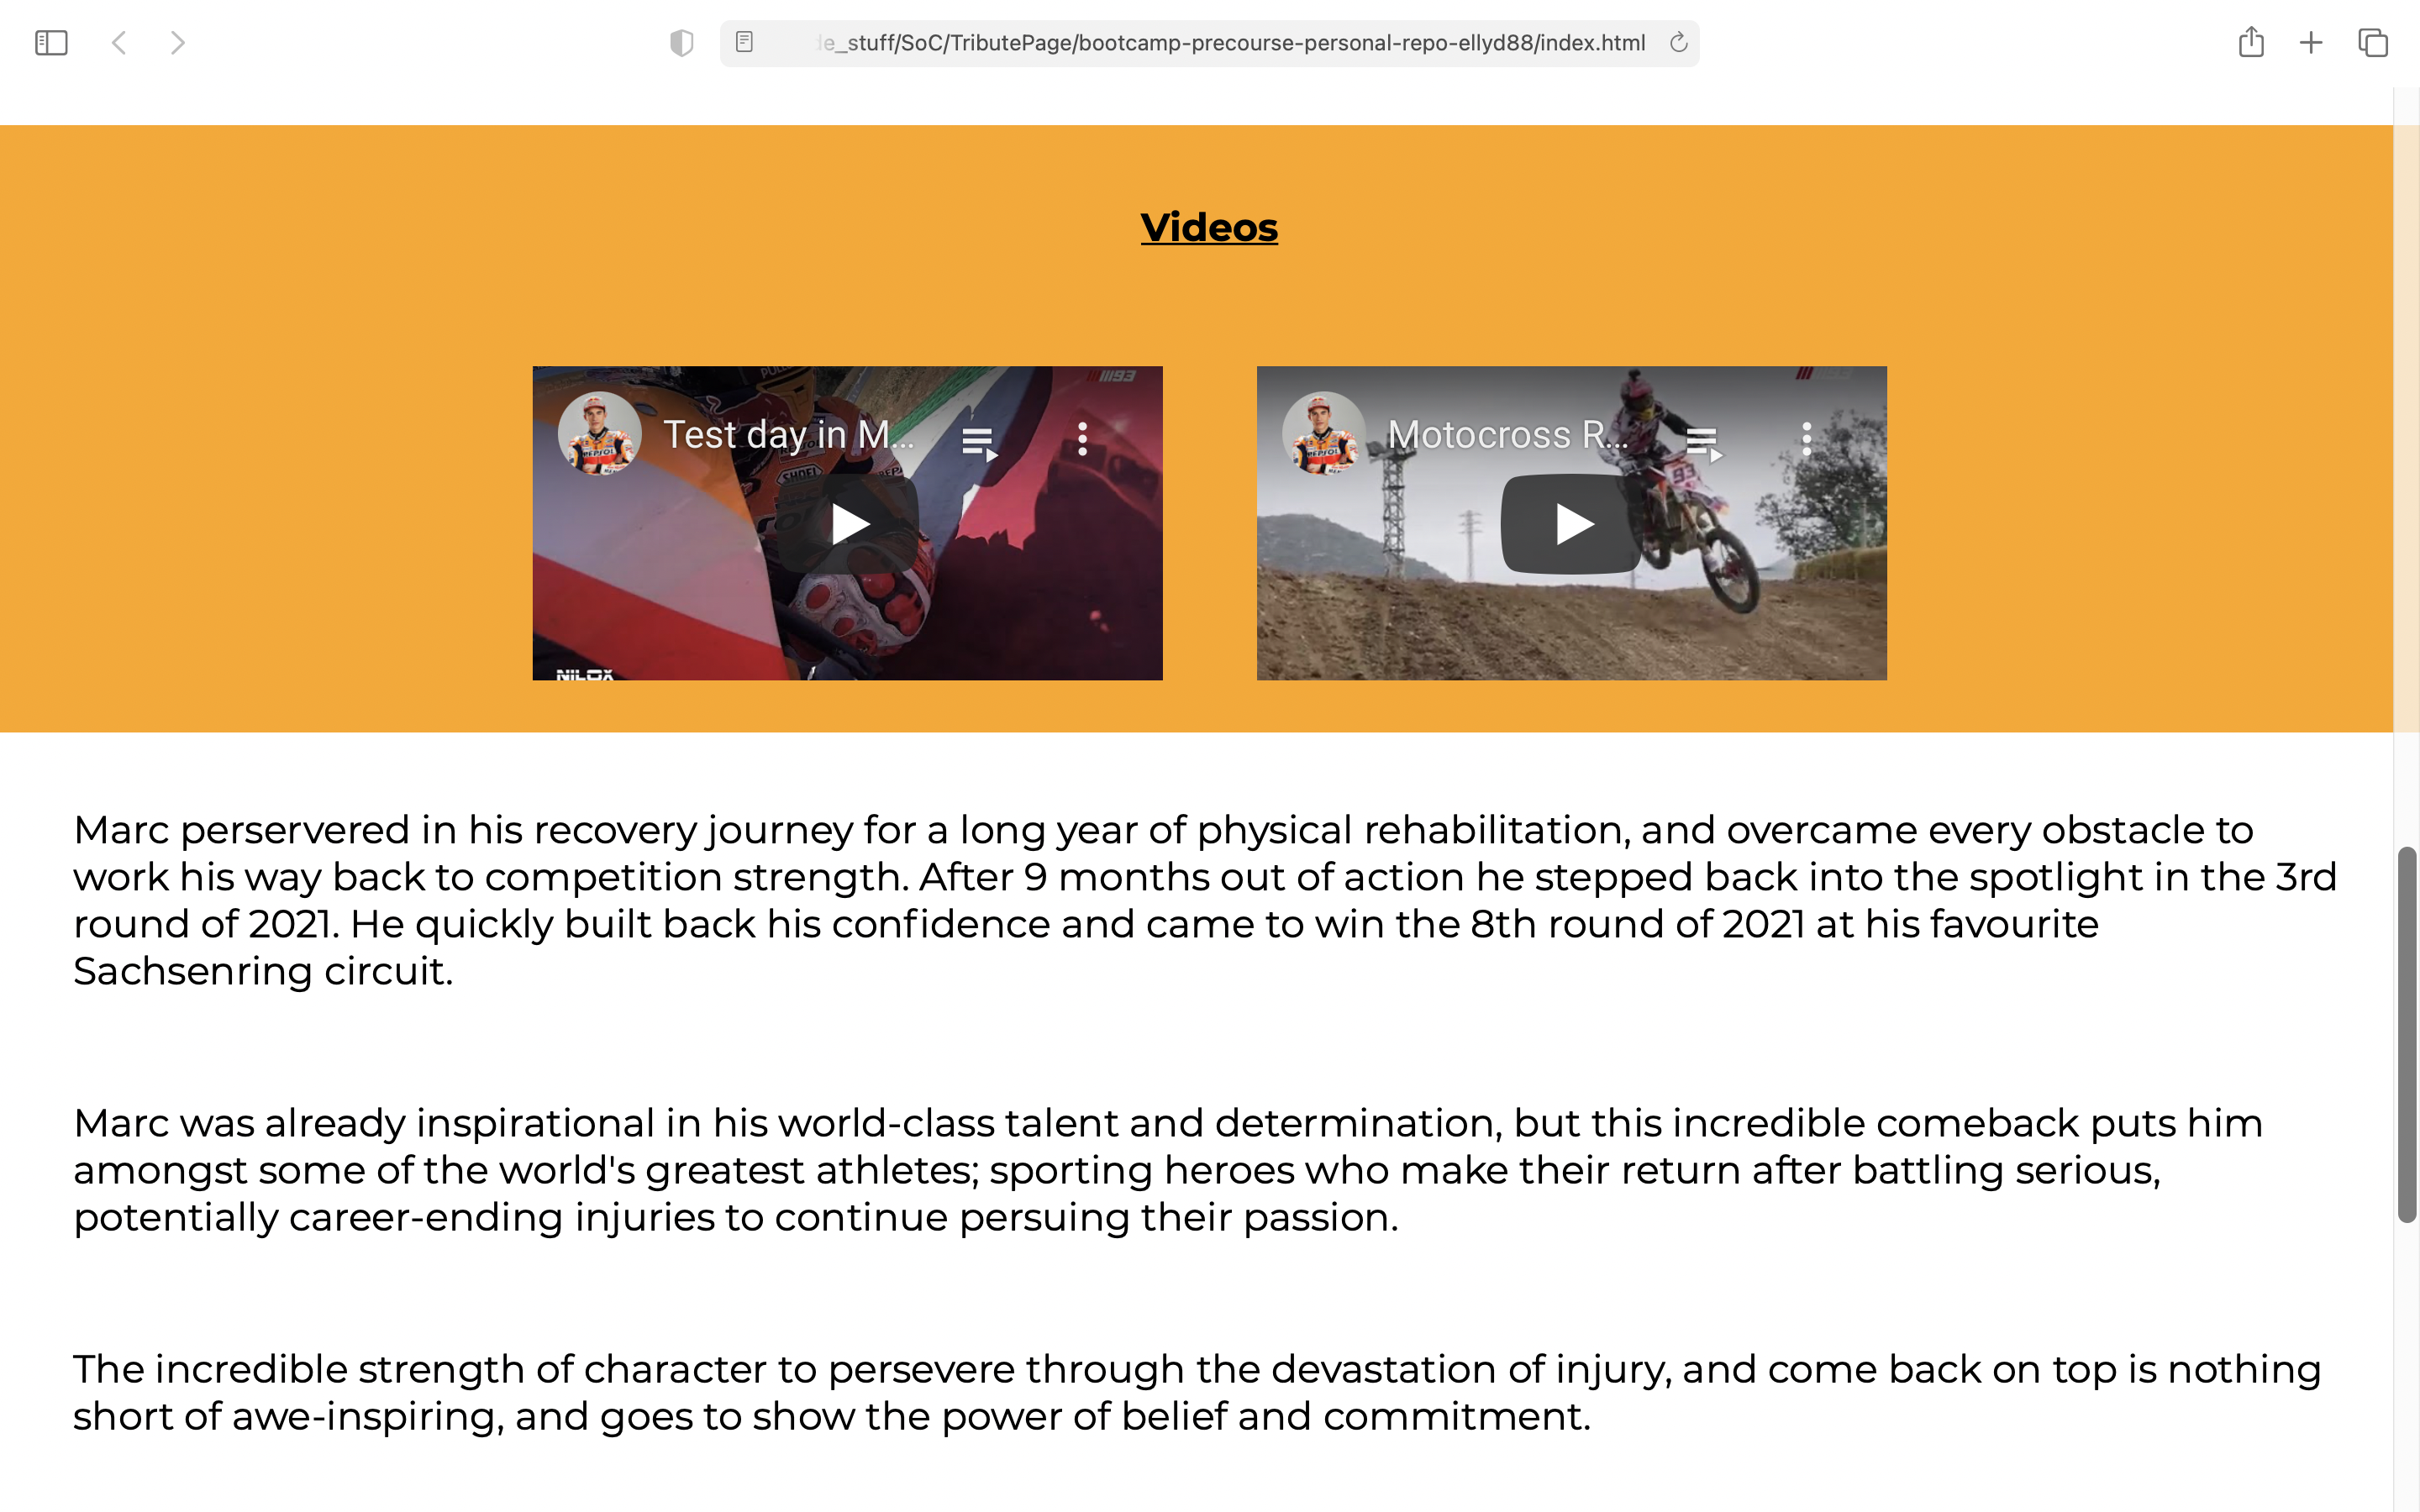 de_stuff/SoC/TributePage/bootcamp-precourse-personal-repo-ellyd88/index.html
Videos
Test day in M...
Motocross R...
93
SHOEI
REPSOL
REPSOL
93
NILOX
Marc perservered in his recovery journey for a long year of physical rehabilitation, and overcame every obstacle to
work his way back to competition strength. After 9 months out of action he stepped back into the spotlight in the 3rd
round of 2021. He quickly built back his confidence and came to win the 8th round of 2021 at his favourite
Sachsenring circuit.
Marc was already inspirational in his world-class talent and determination, but this incredible comeback puts him
amongst some of the world's greatest athletes; sporting heroes who make their return after battling serious,
potentially career-ending injuries to continue persuing their passion.
The incredible strength of character to persevere through the devastation of injury, and come back on top is nothing
short of awe-inspiring, and goes to show the power of belief and commitment.